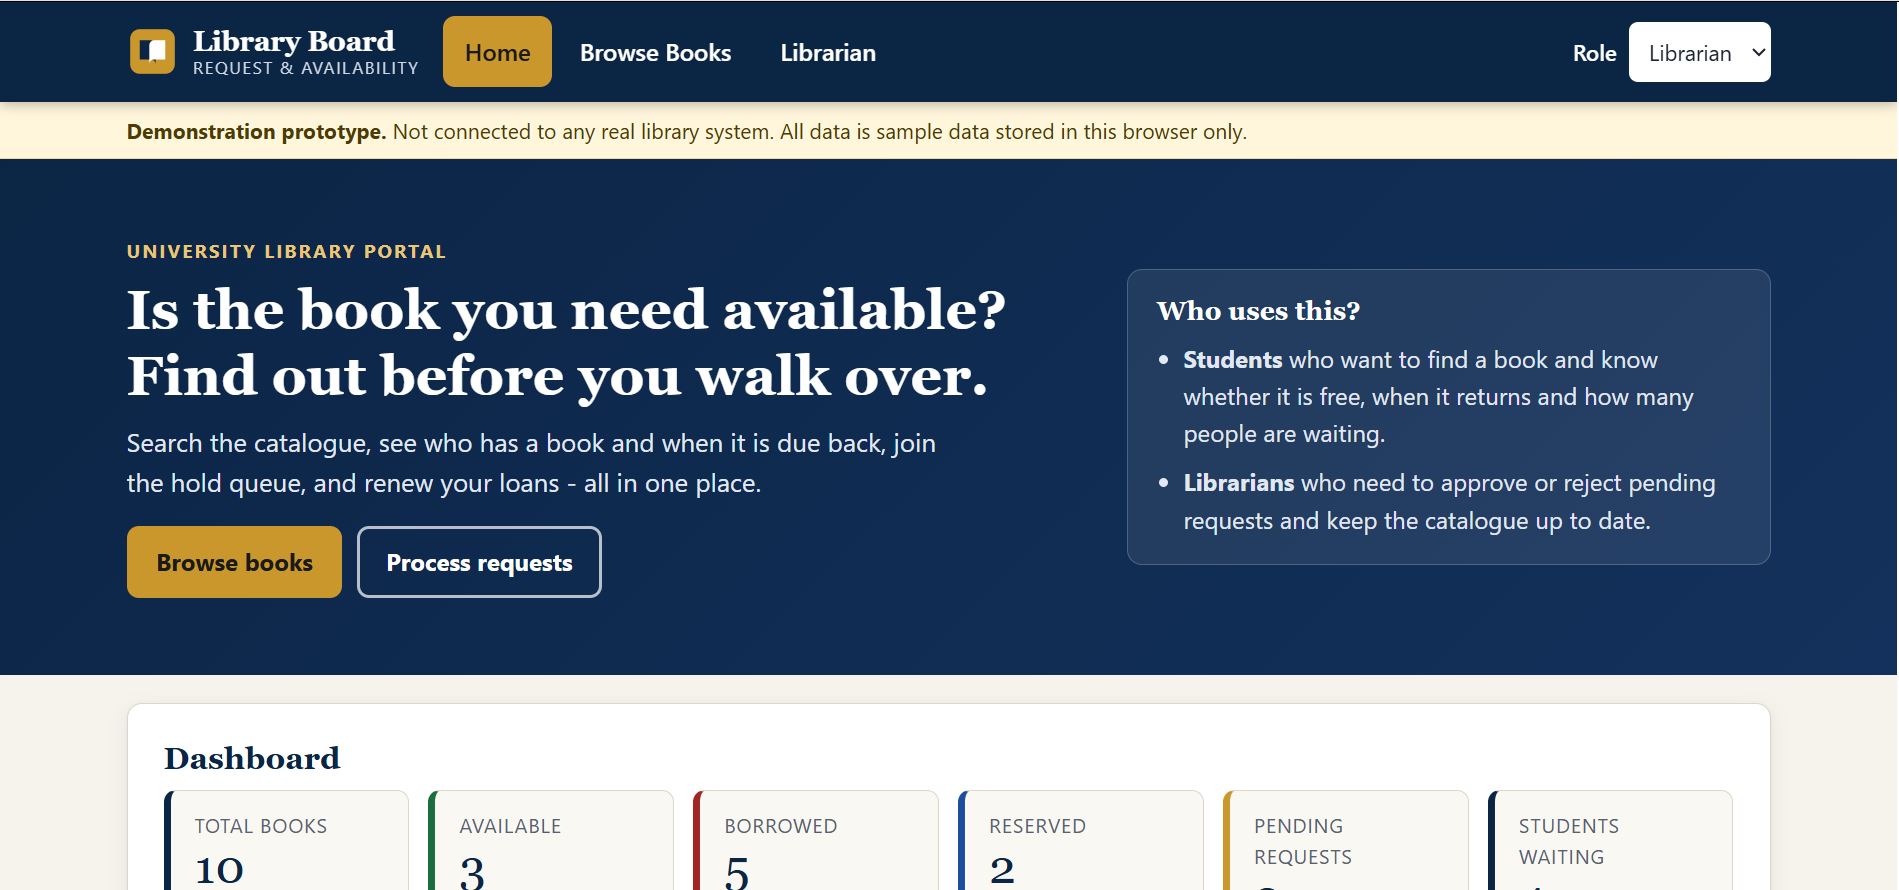 Library Board
REQUEST & AVAILABILITY
Home
Browse Books
Librarian
Role
Librarian
Demonstration prototype. Not connected to any real library system. All data is sample data stored in this browser only.
UNIVERSITY LIBRARY PORTAL
Is the book you need available?
Find out before you walk over.
Search the catalogue, see who has a book and when it is due back, join
the hold queue, and renew your loans - all in one place.
Browse books
Process requests
Who uses this?
Students who want to find a book and know
whether it is free, when it returns and how many
people are waiting.
Librarians who need to approve or reject pending
requests and keep the catalogue up to date.
Dashboard
TOTAL BOOKS
10
AVAILABLE
3
BORROWED
5
RESERVED
2
PENDING
REQUESTS
STUDENTS
WAITING